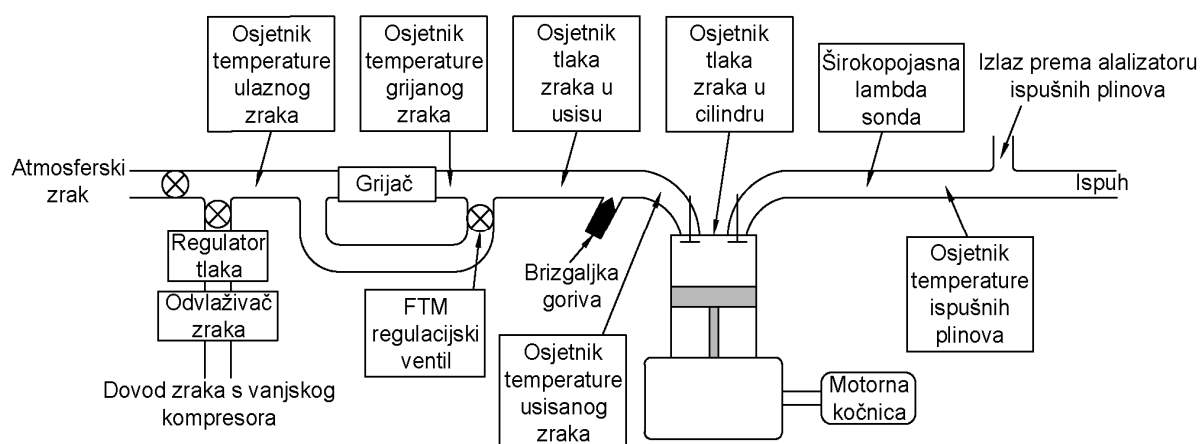 Osjetnik
temperature
ulaznog
zraka
Osjetnik
temperature
grijanog
zraka
Osjetnik
tlaka
zraka u
usisu
Osjetnik
tlaka
zraka u
cilindru
Širokopojasna
lambda
sonda
Izlaz prema alalizatoru
ispušnih plinova
Atmosferski
zrak
Grijač
Ispuh
Regulator
tlaka
Odvlaživač
zraka
Dovod zraka s vanjskog
kompresora
FTM
regulacijski
ventil
Brizgaljka
goriva
Osjetnik
temperature
usisanog
zraka
Osjetnik
temperature
ispušnih
plinova
Motorna
kočnica